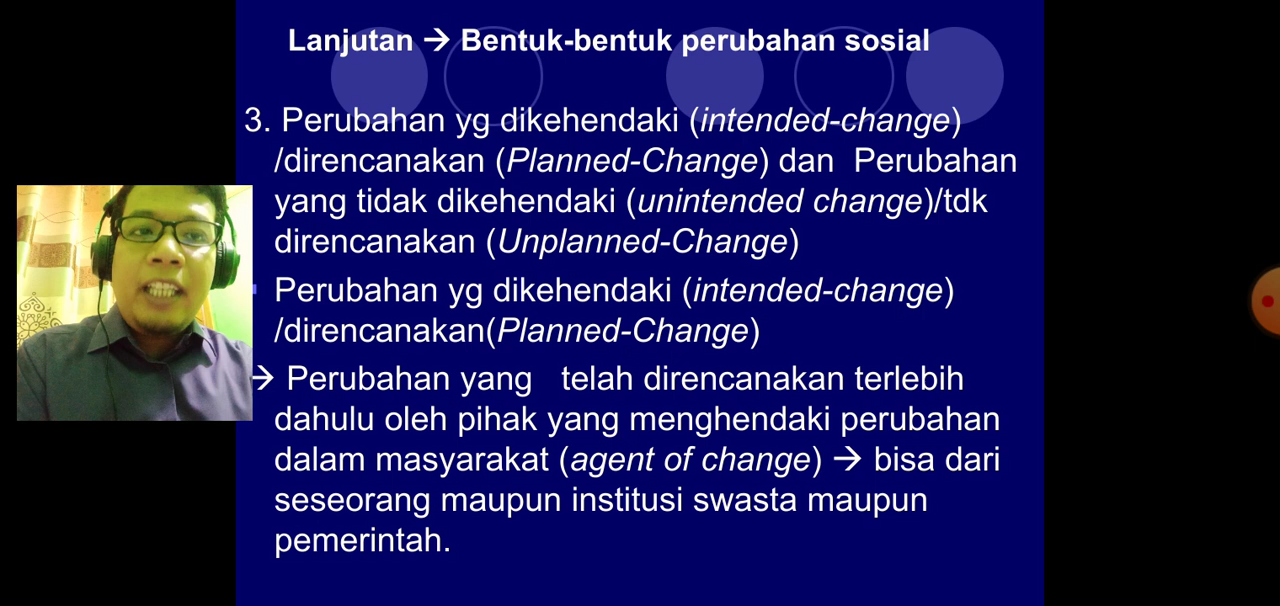 Lanjutan → Bentuk-bentuk perubahan sosial
3. Perubahan yg dikehendaki (intended-change)
/direncanakan (Planned-Change) dan Perubahan
yang tidak dikehendaki (unintended change)/tdk
direncanakan (Unplanned-Change)
Perubahan yg dikehendaki (intended-change)
/direncanakan(Planned-Change)
→ Perubahan yang telah direncanakan terlebih
dahulu oleh pihak yang menghendaki perubahan
dalam masyarakat (agent of change) → bisa dari
seseorang maupun institusi swasta maupun
pemerintah.